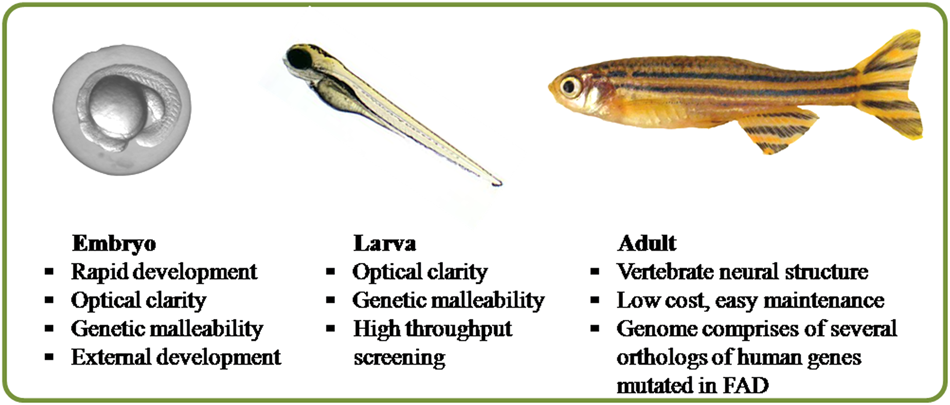 Embryo
▪ Rapid development
▪ Optical clarity
▪ Genetic malleability
▪ External development
Larva
▪ Optical clarity
▪ Genetic malleability
▪ High throughput
screening
Adult
▪ Vertebrate neural structure
▪ Low cost, easy maintenance
▪ Genome comprises of several
orthologs of human genes
mutated in FAD